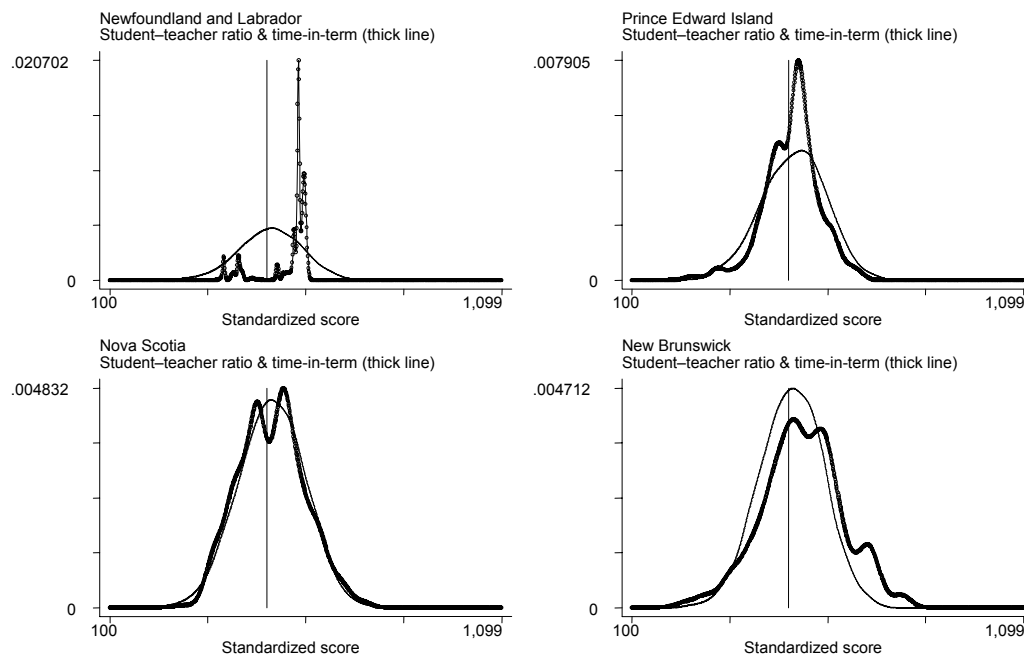 Newfoundland and Labrador
Student–teacher ratio & time-in-term (thick line)
.020702
0
100
1,099
Standardized score
Prince Edward Island
Student–teacher ratio & time-in-term (thick line)
.007905
0
100
1,099
Standardized score
Nova Scotia
Student–teacher ratio & time-in-term (thick line)
.004832
0
100
1,099
Standardized score
New Brunswick
Student–teacher ratio & time-in-term (thick line)
.004712
0
100
1,099
Standardized score